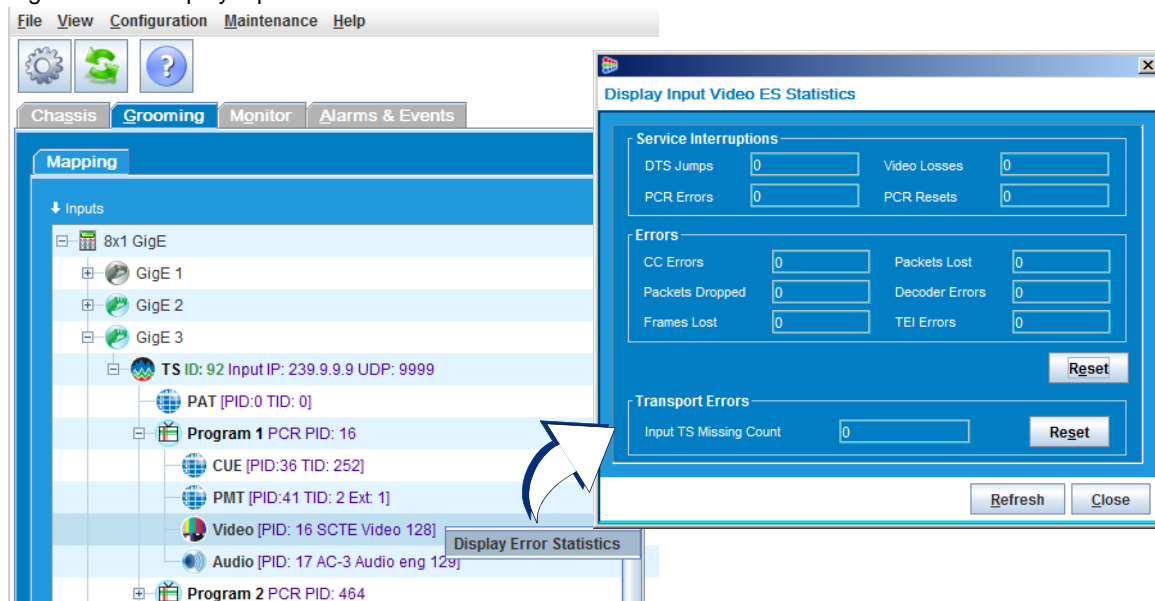 File View Configuration Maintenance Help
Chassis Grooming Monitor Alarms & Events
Mapping
Inputs
8x1 GigE
GigE 1
GigE 2
GigE 3
TS ID: 92 Input IP: 239.9.9.9 UDP: 9999
PAT [PID:0 TID: 0]
Program 1 PCR PID: 16
CUE [PID:36 TID: 252]
PMT [PID:41 TID: 2 Ext: 1]
Video [PID: 16 SCTE Video 128]
Display Error Statistics
Audio [PID: 17 AC-3 Audio eng 129]
Program 2 PCR PID: 464
Display Input Video ES Statistics
Service Interruptions
DTS Jumps 0 Video Losses 0
PCR Errors 0 PCR Resets 0
Errors
CC Errors 0 Packets Lost 0
Packets Dropped 0 Decoder Errors 0
Frames Lost 0 TEI Errors 0
Reset
Transport Errors
Input TS Missing Count 0 Reset
Refresh Close